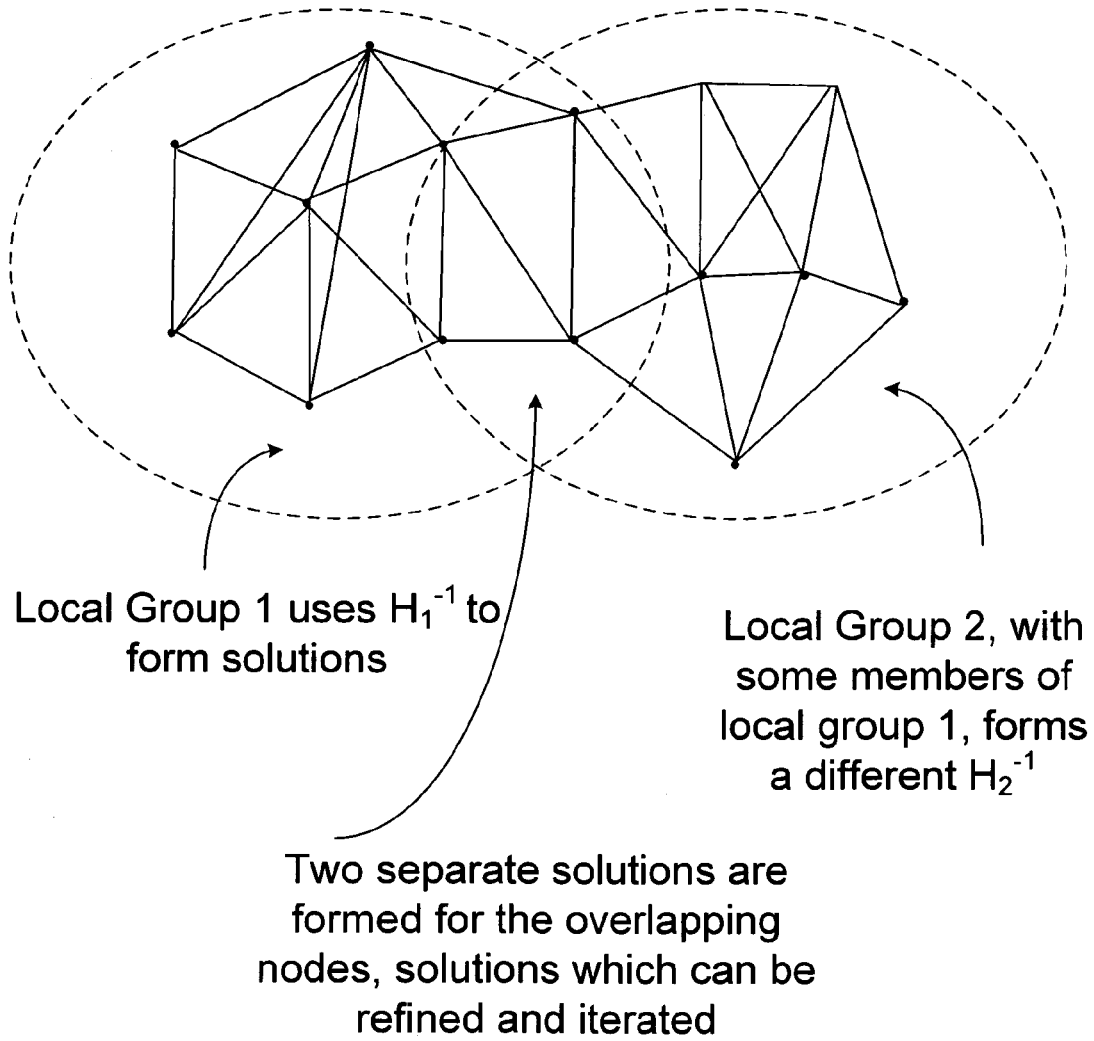 Local Group 1 uses H₁⁻¹ to
form solutions
Local Group 2, with
some members of
local group 1, forms
a different H₂⁻¹
Two separate solutions are
formed for the overlapping
nodes, solutions which can be
refined and iterated